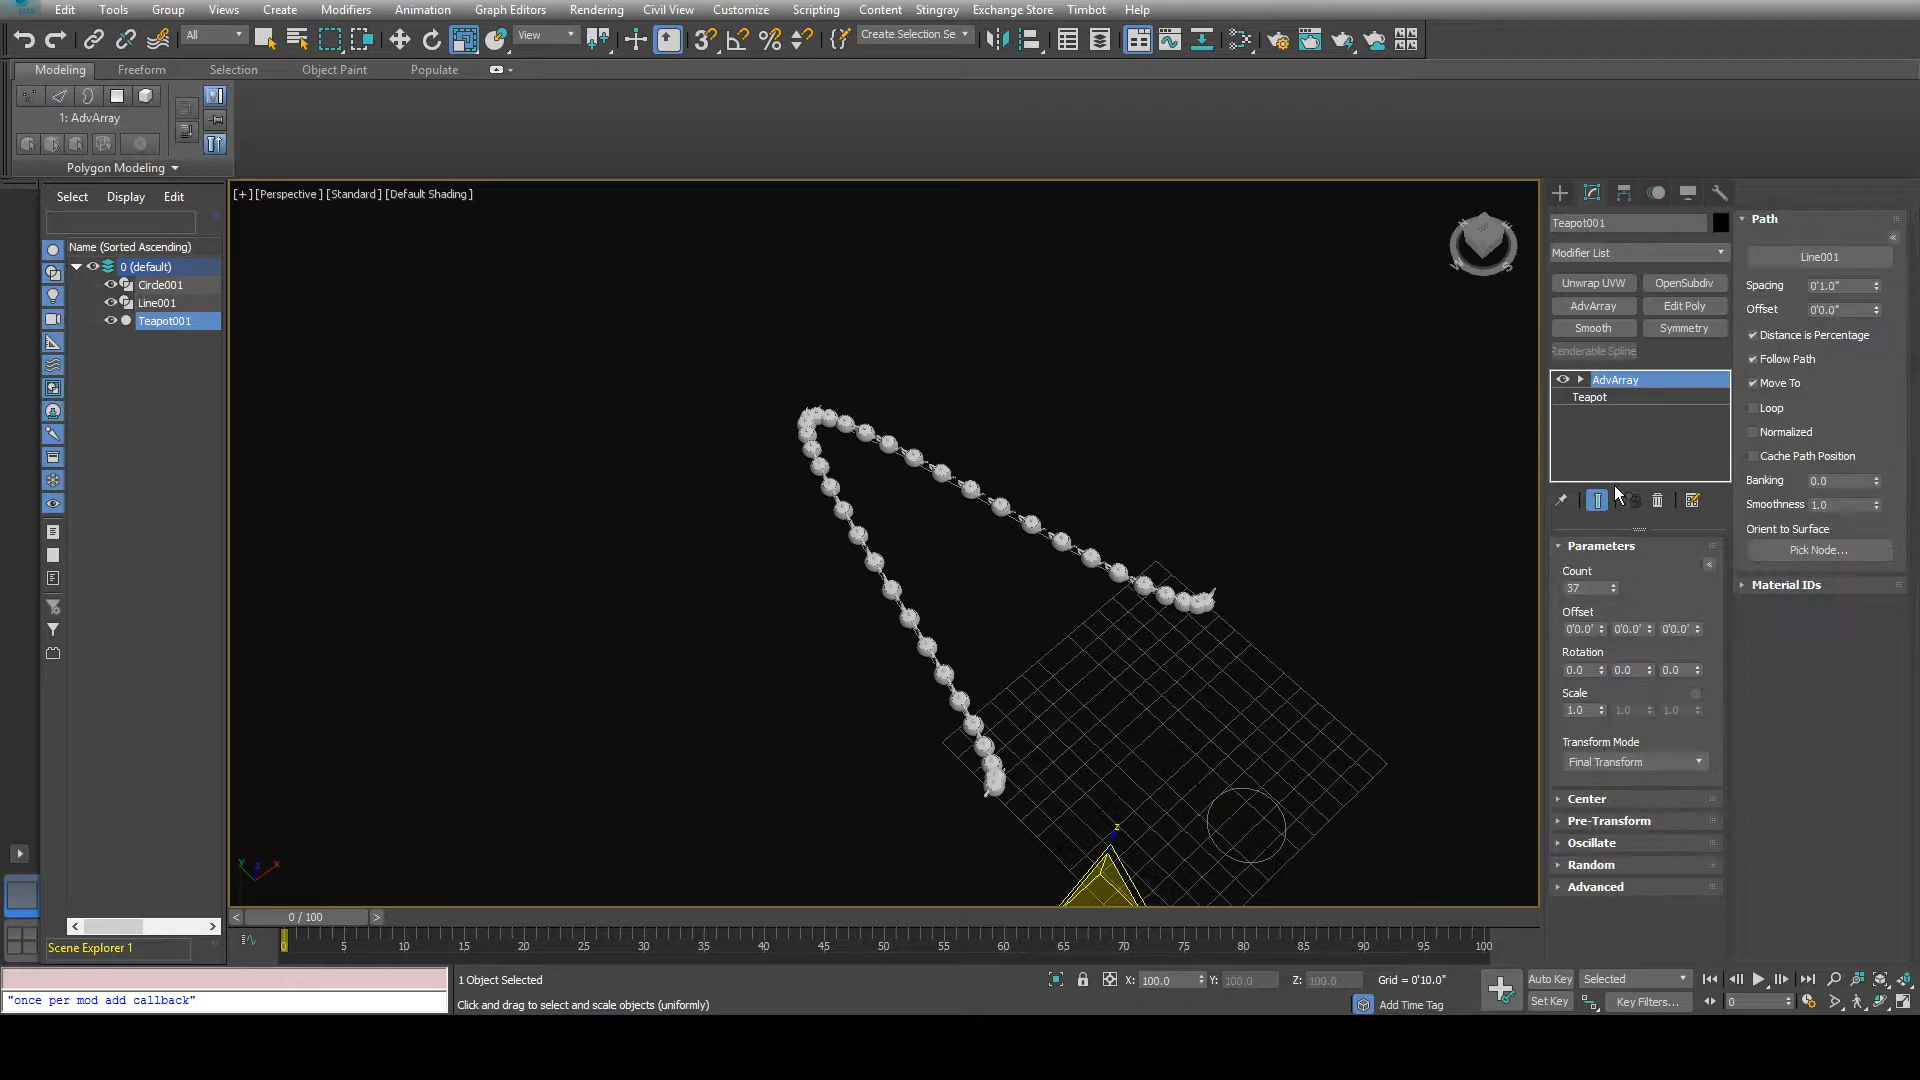 Edit Tools Group Views Create Modifiers Animation Graph Editors Rendering Civil View Customize Scripting Content Stingray Exchange Store Timbot Help
All View Create Selection Se
Modeling Freeform Selection Object Paint Populate
1: AdvArray
Polygon Modeling
Select Display Edit
Name (Sorted Ascending)
0 (default)
Circle001
Line001
Teapot001
Scene Explorer 1
[+] [Perspective] [Standard] [Default Shading]
TOP
N E W S
z
y z x
Teapot001
Modifier List
Unwrap UVW OpenSubdiv
AdvArray Edit Poly
Smooth Symmetry
Renderable Spline
AdvArray
Teapot
Parameters
Count
37
Offset
0'0.0" 0'0.0" 0'0.0"
Rotation
0.0 0.0 0.0
Scale
1.0 1.0 1.0
Transform Mode
Final Transform
Center
Pre-Transform
Oscillate
Random
Advanced
Path
Line001
Spacing 0'1.0"
Offset 0'0.0"
Distance is Percentage
Follow Path
Move To
Loop
Normalized
Cache Path Position
Banking 0.0
Smoothness 1.0
Orient to Surface
Pick Node...
Material IDs
< 0 / 100 >
0 5 10 15 20 25 30 35 40 45 50 55 60 65 70 75 80 85 90 95 100
"once per mod add callback"
1 Object Selected
Click and drag to select and scale objects (uniformly)
X: 100.0 Y: 100.0 Z: 100.0 Grid = 0'10.0"
Add Time Tag
Auto Key Selected
Set Key Key Filters...
0